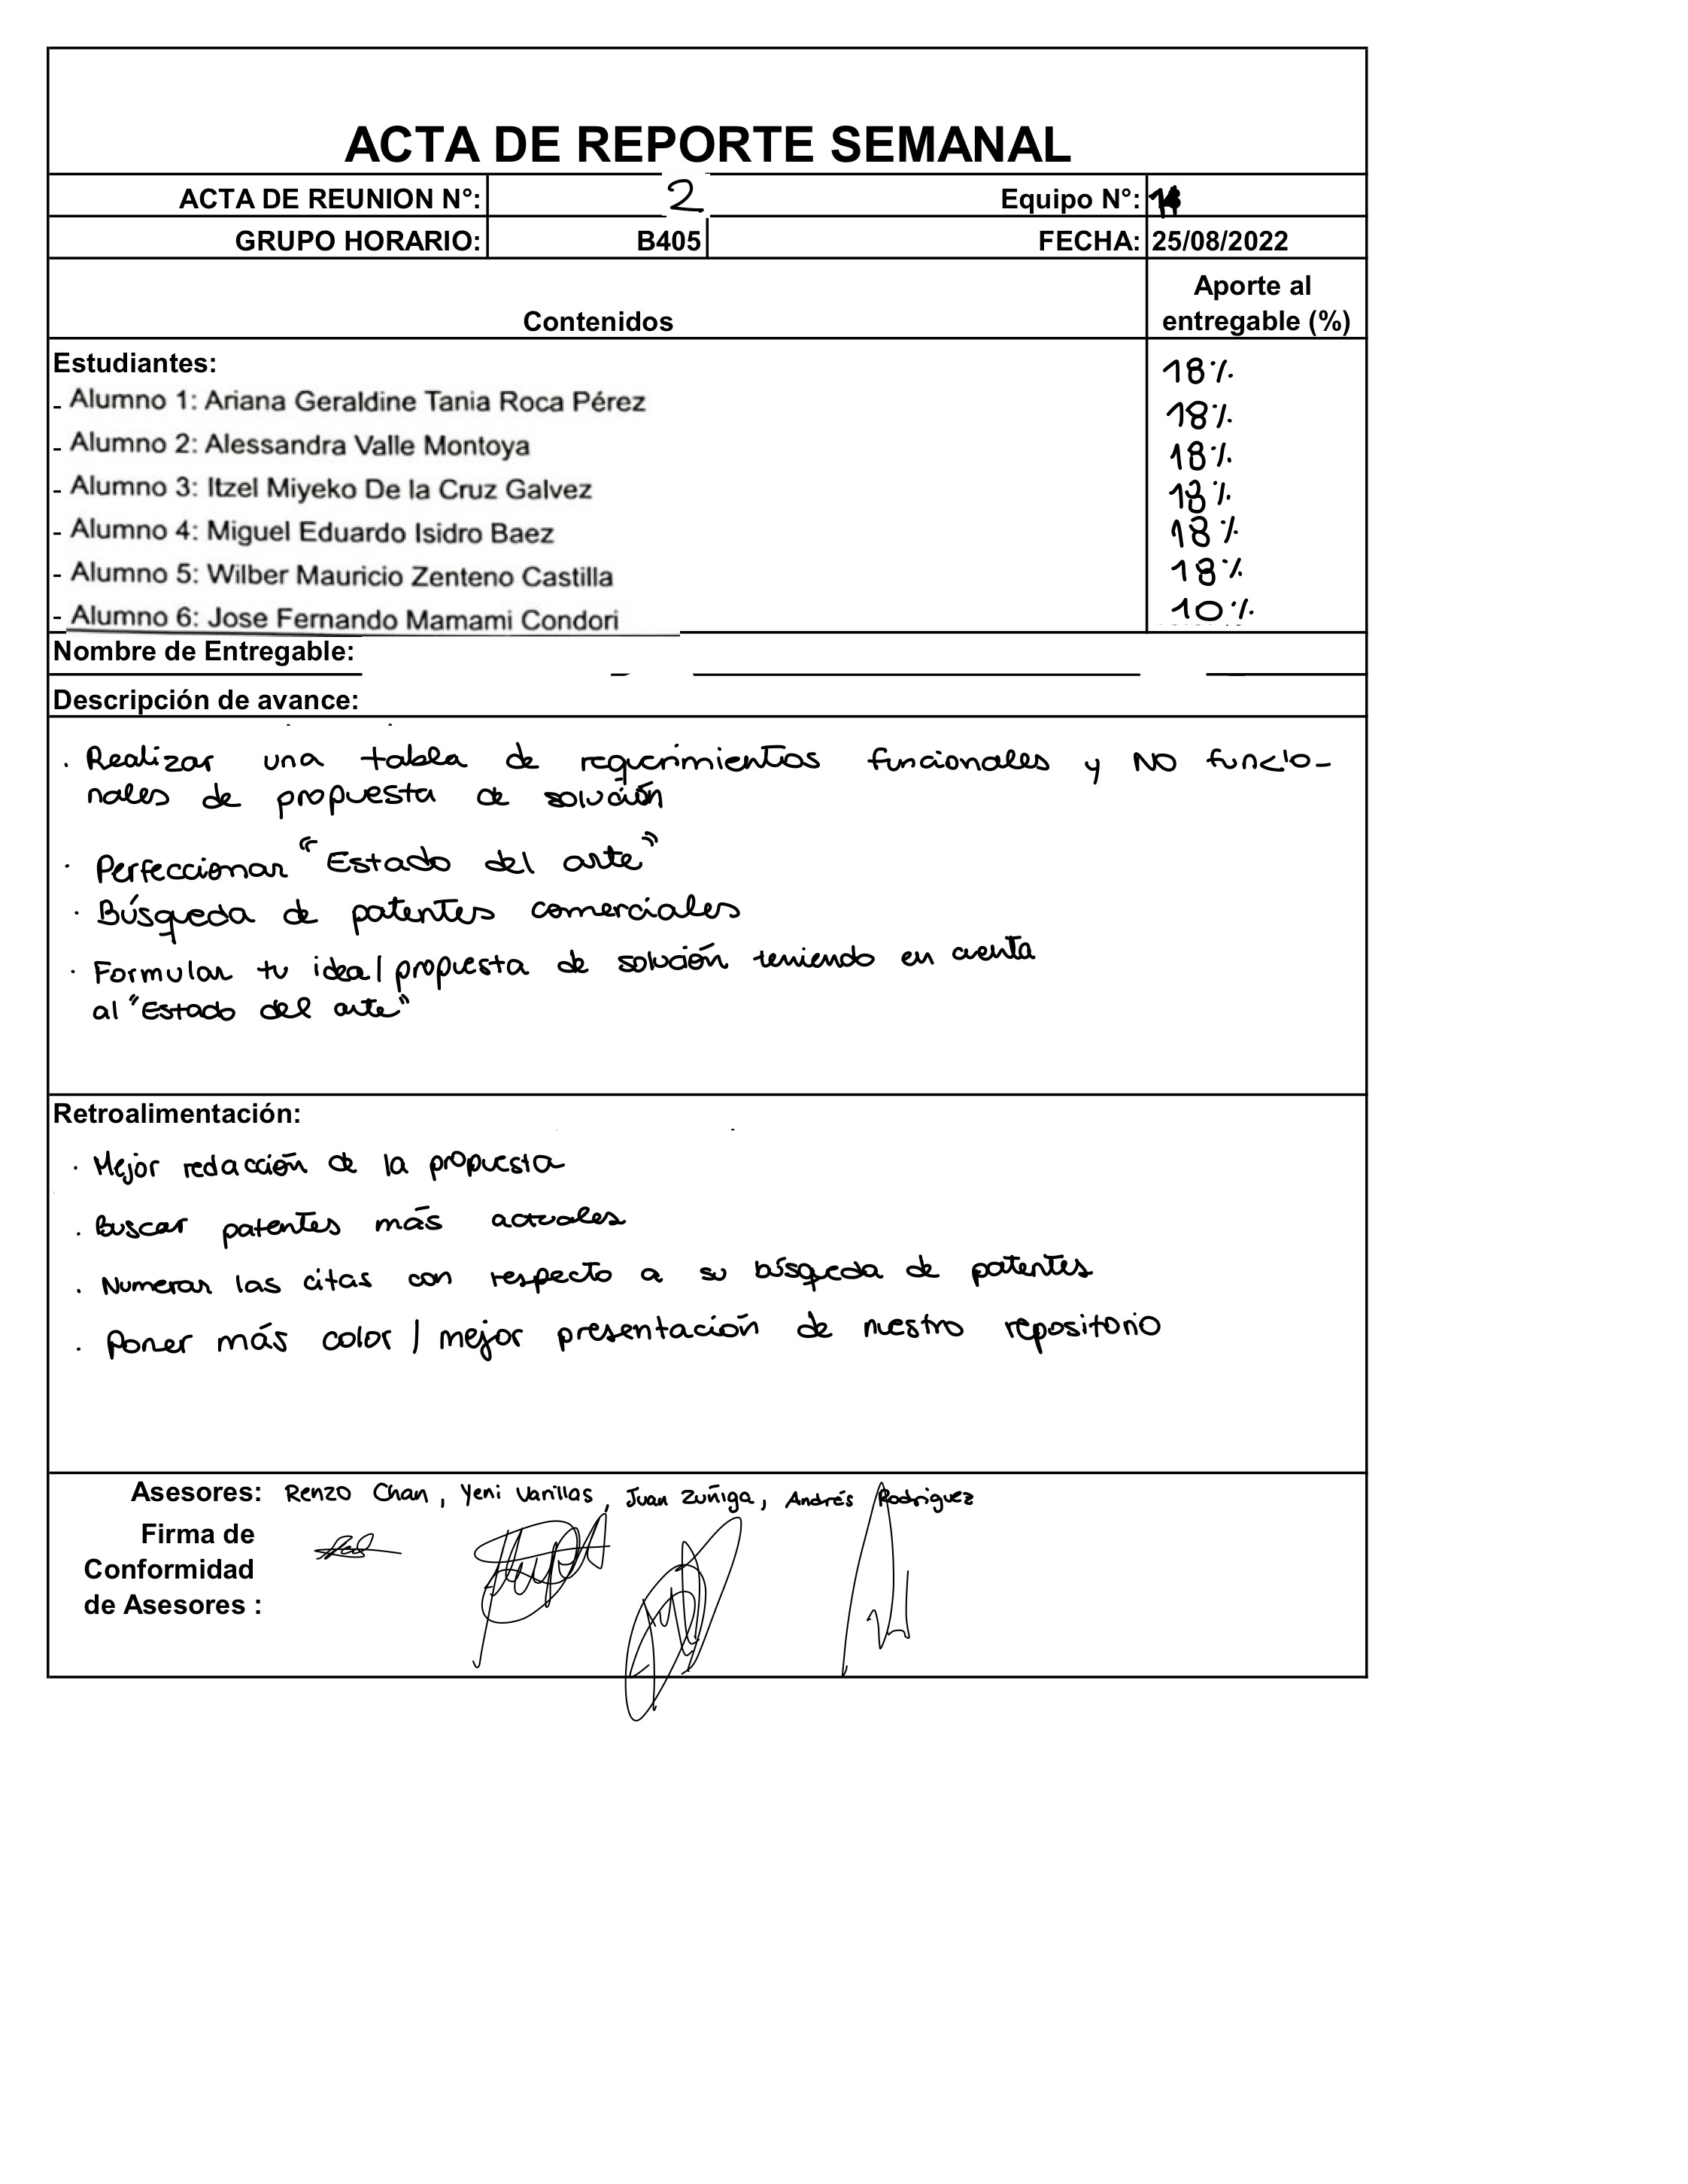 ACTA DE REPORTE SEMANAL
ACTA DE REUNION N°: 2 Equipo N°:
GRUPO HORARIO: B405 FECHA: 25/08/2022
Contenidos Aporte al entregable (%)
Estudiantes: 18%
- Alumno 1: Ariana Geraldine Tania Roca Pérez 18%
- Alumno 2: Alessandra Valle Montoya 18%
- Alumno 3: Itzel Miyeko De la Cruz Galvez 18%
- Alumno 4: Miguel Eduardo Isidro Baez 18%
- Alumno 5: Wilber Mauricio Zenteno Castilla 18%
- Alumno 6: Jose Fernando Mamami Condori 10%
Nombre de Entregable:
Descripción de avance:
· Realizar una tabla de requerimientos funcionales y NO funcio-
nales de propuesta de solución
· Perfeccionar "Estado del arte"
· Búsqueda de patentes comerciales
· Formular tu idea/propuesta de solución teniendo en cuenta
al "Estado del arte"
Retroalimentación:
· Mejor redacción de la propuesta
· Buscar patentes más actuales
· Numerar las citas con respecto a su búsqueda de patentes
· Poner más color / mejor presentación de nuestro repositorio
Asesores: Renzo Chan, Yeni Varillas, Juan Zuñiga, Andrés Rodriguez
Firma de
Conformidad
de Asesores :